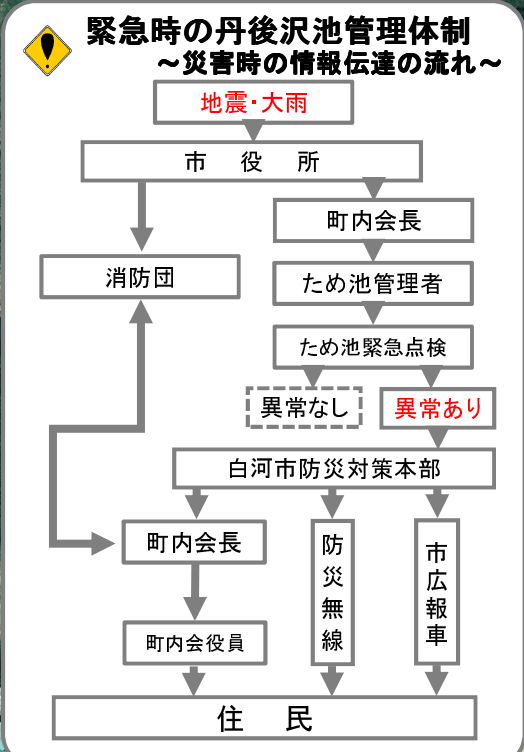 緊急時の丹後沢池管理体制
～災害時の情報伝達の流れ～
地震・大雨
市役所
町内会長
消防団
ため池管理者
ため池緊急点検
異常なし
異常あり
白河市防災対策本部
町内会長
防災無線
市広報車
町内会役員
住民